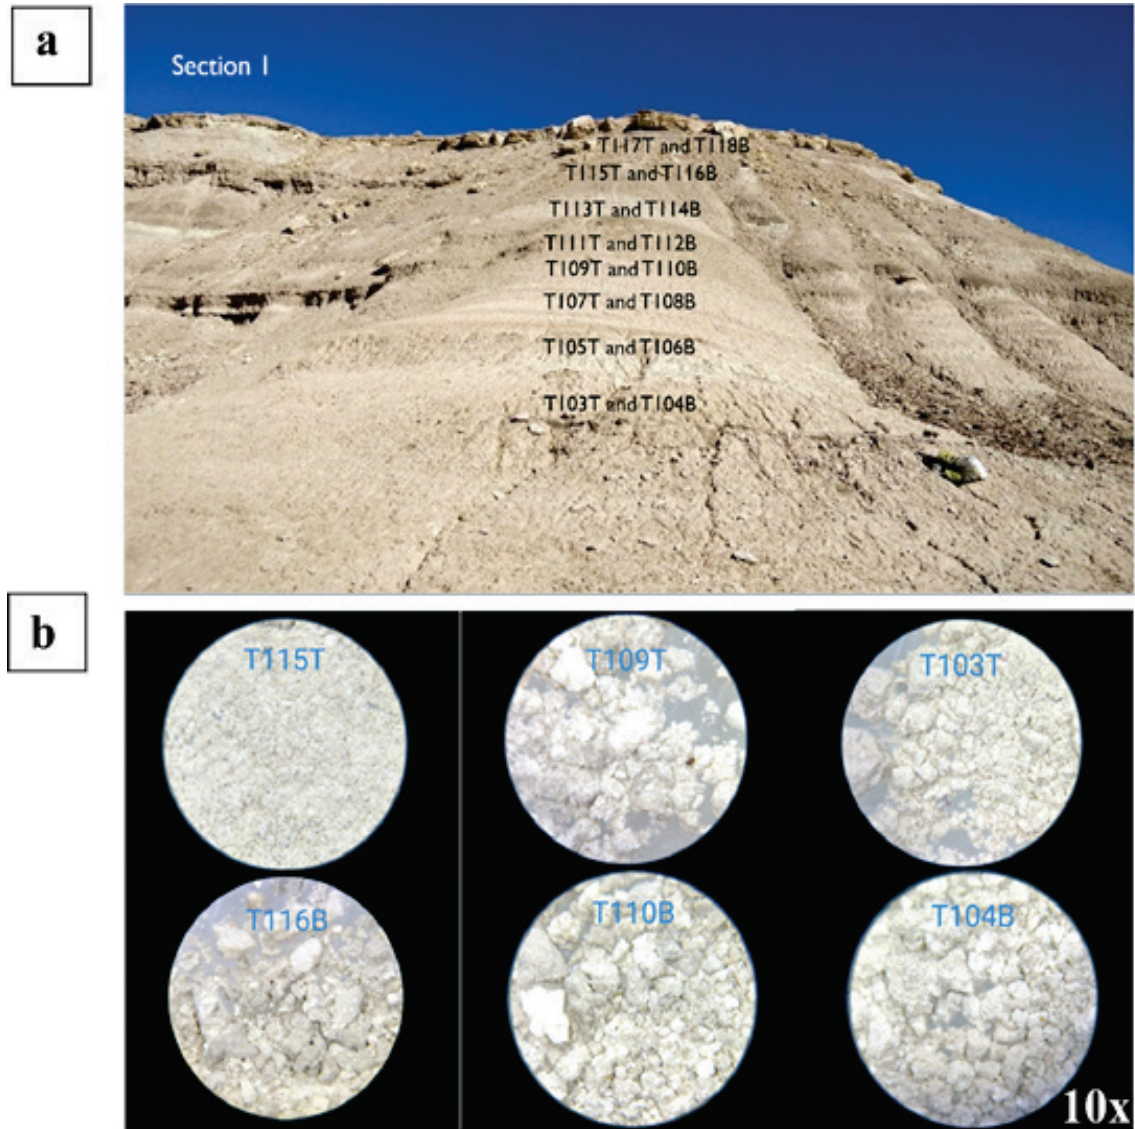 a
Section 1
T117T and T118B
T115T and T116B
T113T and T114B
T111T and T112B
T109T and T110B
T107T and T108B
T105T and T106B
T103T and T104B
b
T115T
T109T
T103T
T116B
T110B
T104B
10x